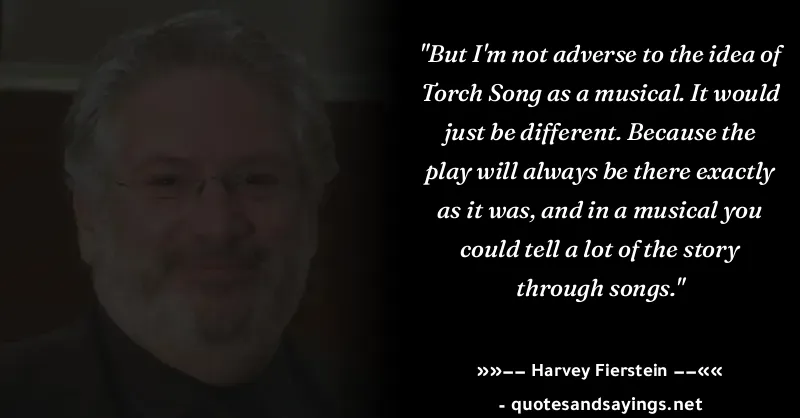 "But I'm not adverse to the idea of
Torch Song as a musical. It would
just be different. Because the
play will always be there exactly
as it was, and in a musical you
could tell a lot of the story
through songs."
»»−− Harvey Fierstein −−««
- quotesandsayings.net